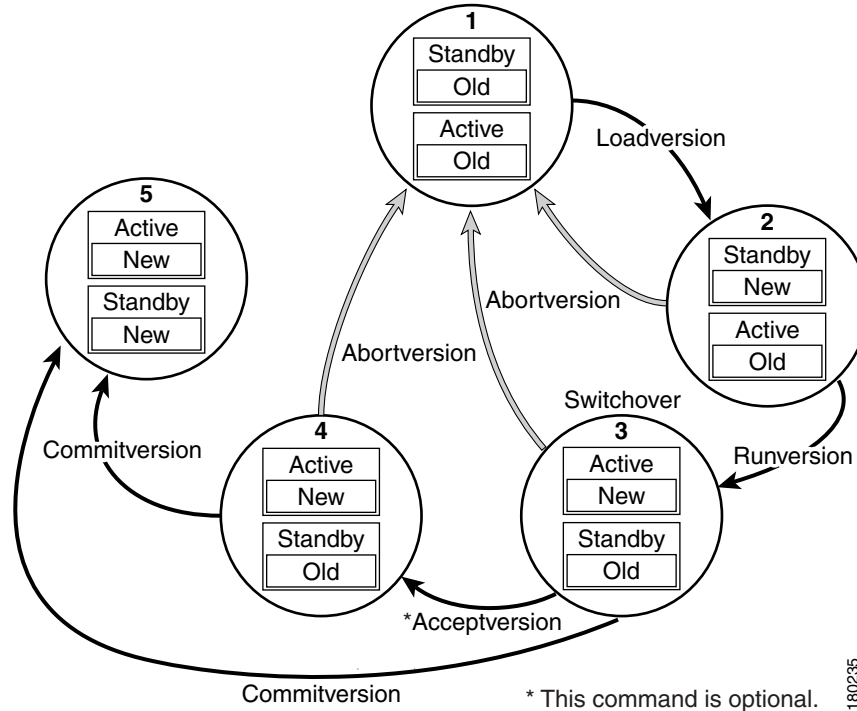 1
Standby
Old
Active
Old
Loadversion
5
Active
New
Standby
New
2
Standby
New
Active
Old
Abortversion
Abortversion
Switchover
Commitversion
4
Active
New
Standby
Old
3
Active
New
Standby
Old
Runversion
*Acceptversion
Commitversion
* This command is optional.
180235